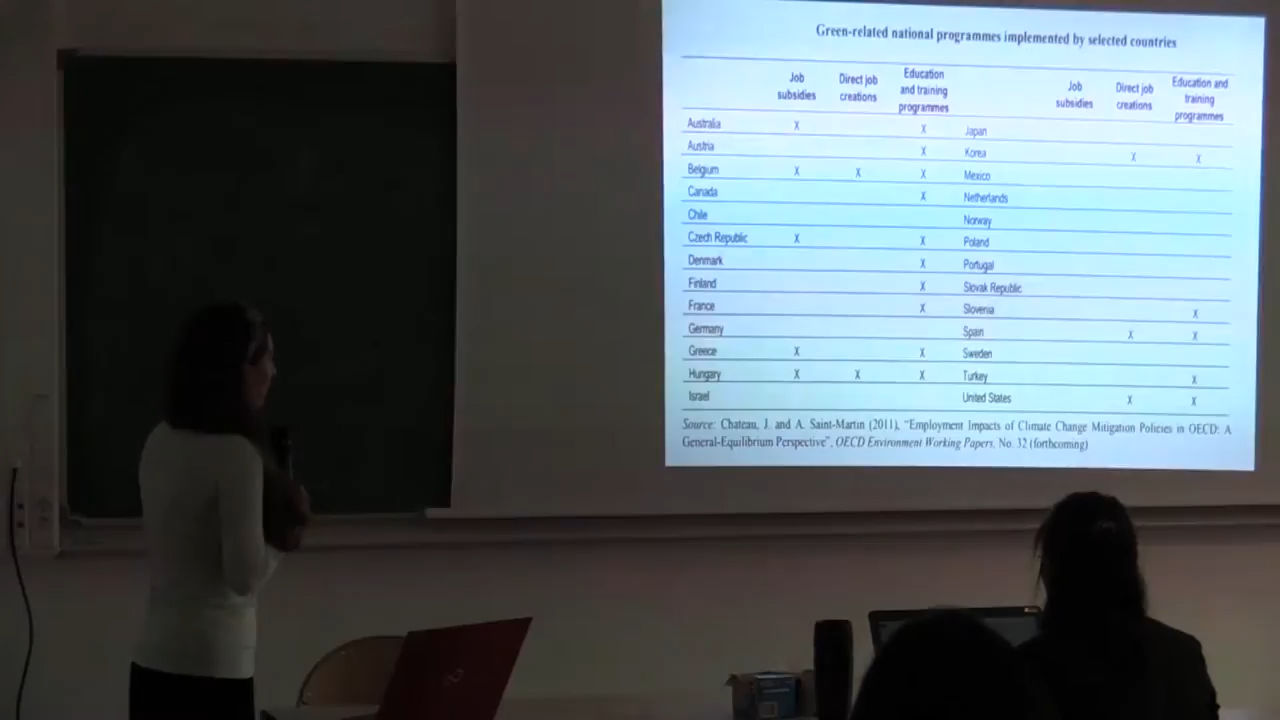 Green-related national programmes implemented by selected countries
Job subsidies Direct job creations Education and training programmes Job subsidies Direct job creations Education and training programmes
Australia X X Japan
Austria X Korea X X
Belgium X X X Mexico
Canada X Netherlands
Chile Norway
Czech Republic X X Poland
Denmark X Portugal
Finland X Slovak Republic
France X Slovenia X
Germany Spain X X
Greece X X Sweden
Hungary X X X Turkey X
Israel United States X X
Source: Chateau, J. and A. Saint-Martin (2011), "Employment Impacts of Climate Change Mitigation Policies in OECD: A
General-Equilibrium Perspective", OECD Environment Working Papers, No. 32 (forthcoming)